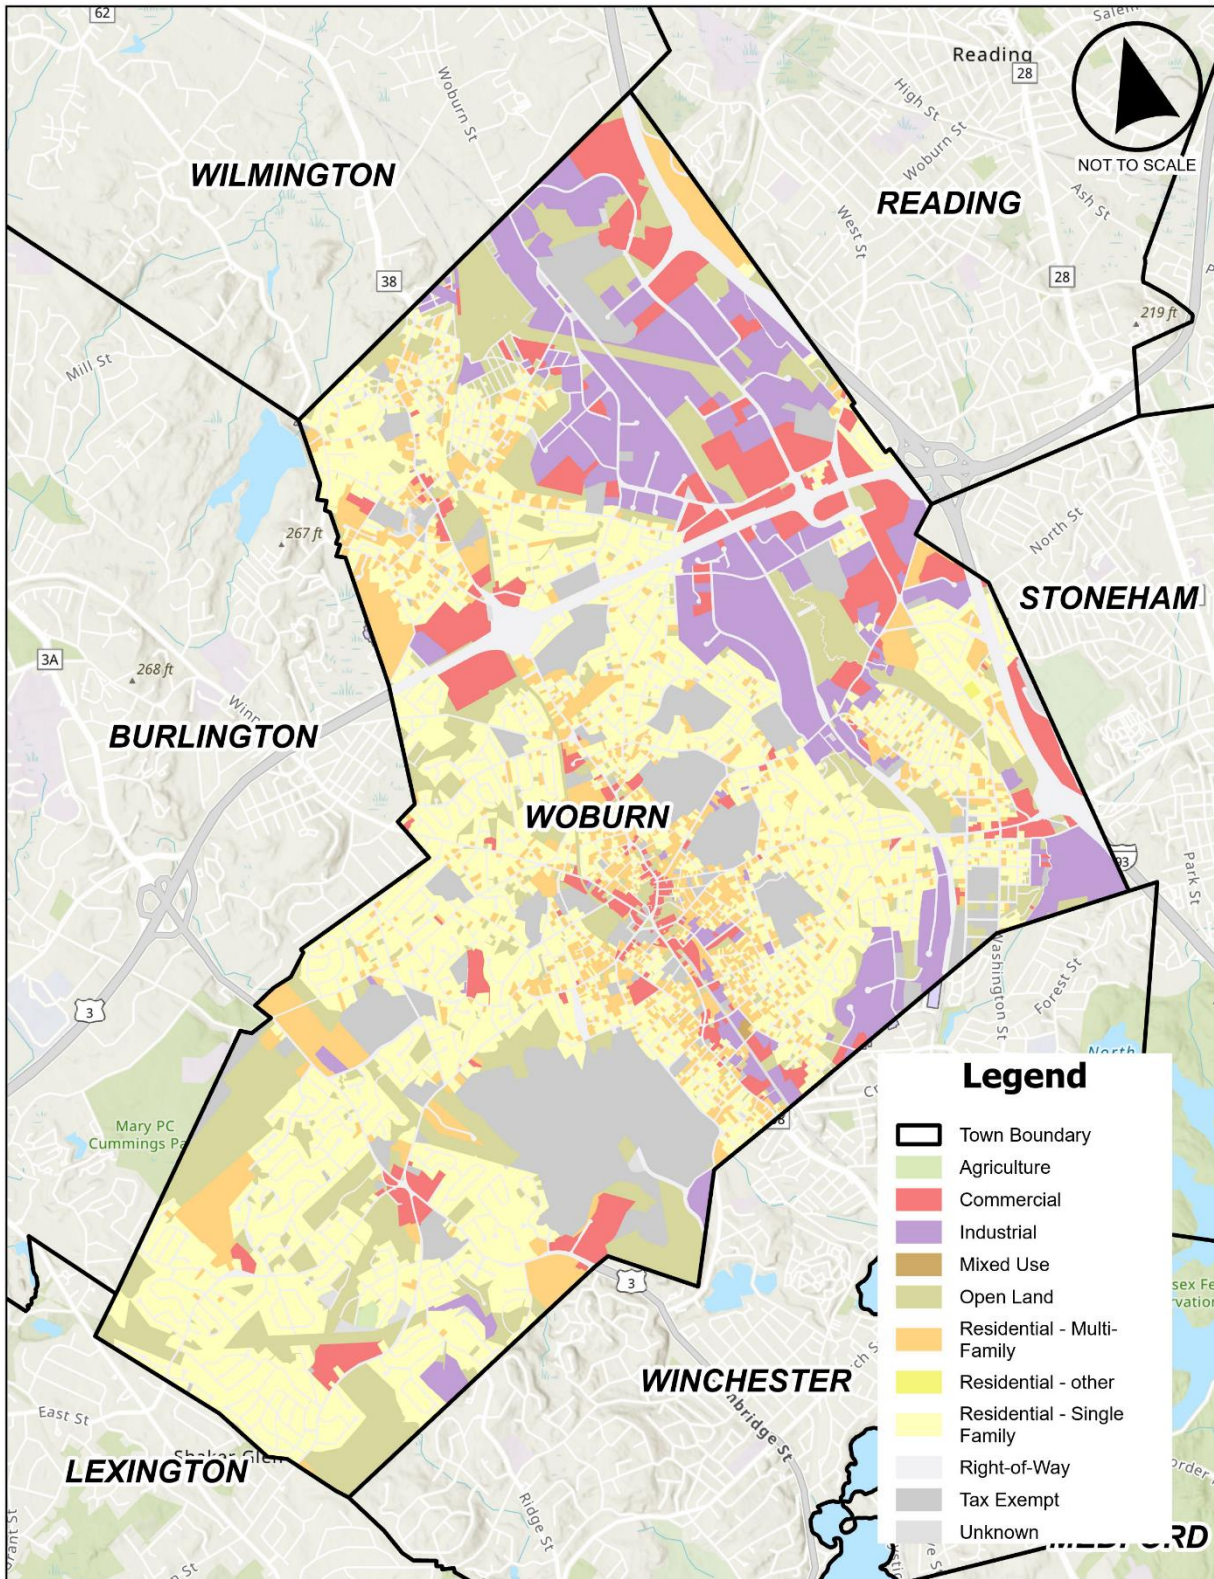 62
Salem
Reading
28
Woburn St
High St
Woburn St
NOT TO SCALE
WILMINGTON
Ash St
READING
West St
38
28
219 ft
Mill St
North St
267 ft
STONEHAM
3A
268 ft
BURLINGTON
WOBURN
93
Park St
Washington St
Forest St
3
North
Legend
Mary PC
Cummings Pa
Town Boundary
Agriculture
Commercial
Industrial
Mixed Use
Open Land
3
Residential - Multi-
Family
WINCHESTER
Residential - other
East St
Residential - Single
Family
Shaker Glen
LEXINGTON
Right-of-Way
Ridge St
Tax Exempt
Unknown
MEDFORD